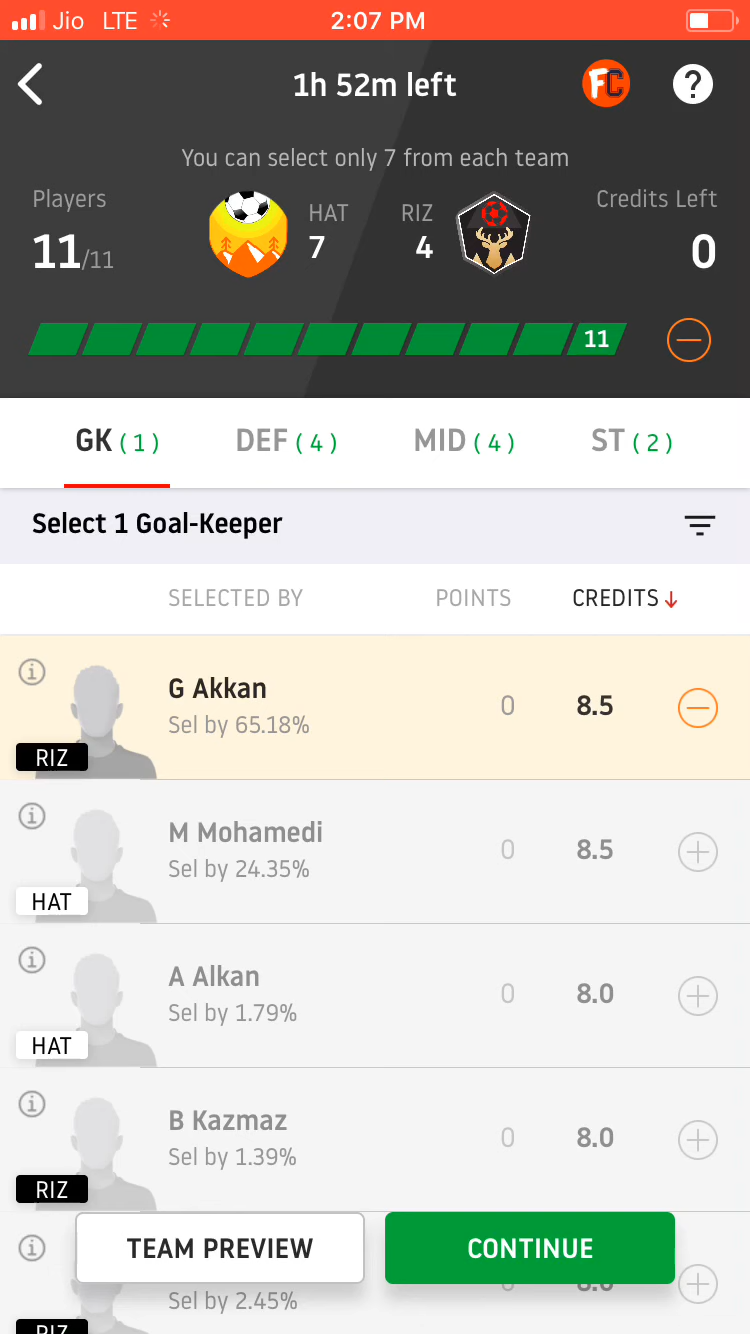 Jio LTE 2:07 PM
1h 52m left FC ?
You can select only 7 from each team
Players HAT RIZ Credits Left
11/11 7 4 0
11
GK ( 1 ) DEF ( 4 ) MID ( 4 ) ST ( 2 )
Select 1 Goal-Keeper
SELECTED BY POINTS CREDITS
G Akkan
Sel by 65.18% 0 8.5
RIZ
M Mohamedi
Sel by 24.35% 0 8.5
HAT
A Alkan
Sel by 1.79% 0 8.0
HAT
B Kazmaz
Sel by 1.39% 0 8.0
RIZ
TEAM PREVIEW CONTINUE
Sel by 2.45%
RIZ